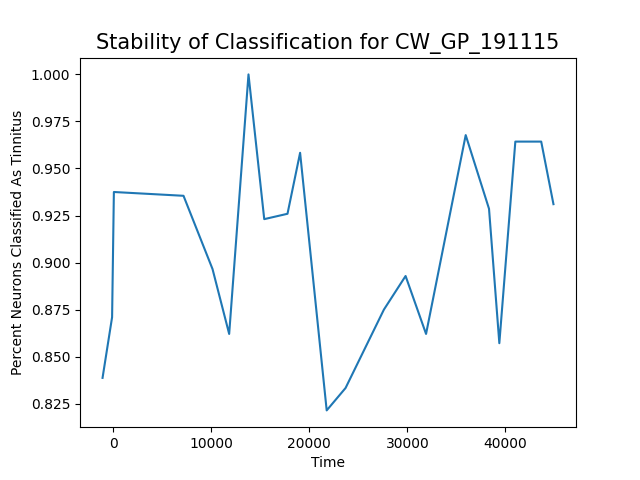 Stability of Classification for CW_GP_191115
Percent Neurons Classified As Tinnitus
1.000
0.975
0.950
0.925
0.900
0.875
0.850
0.825
0 10000 20000 30000 40000
Time